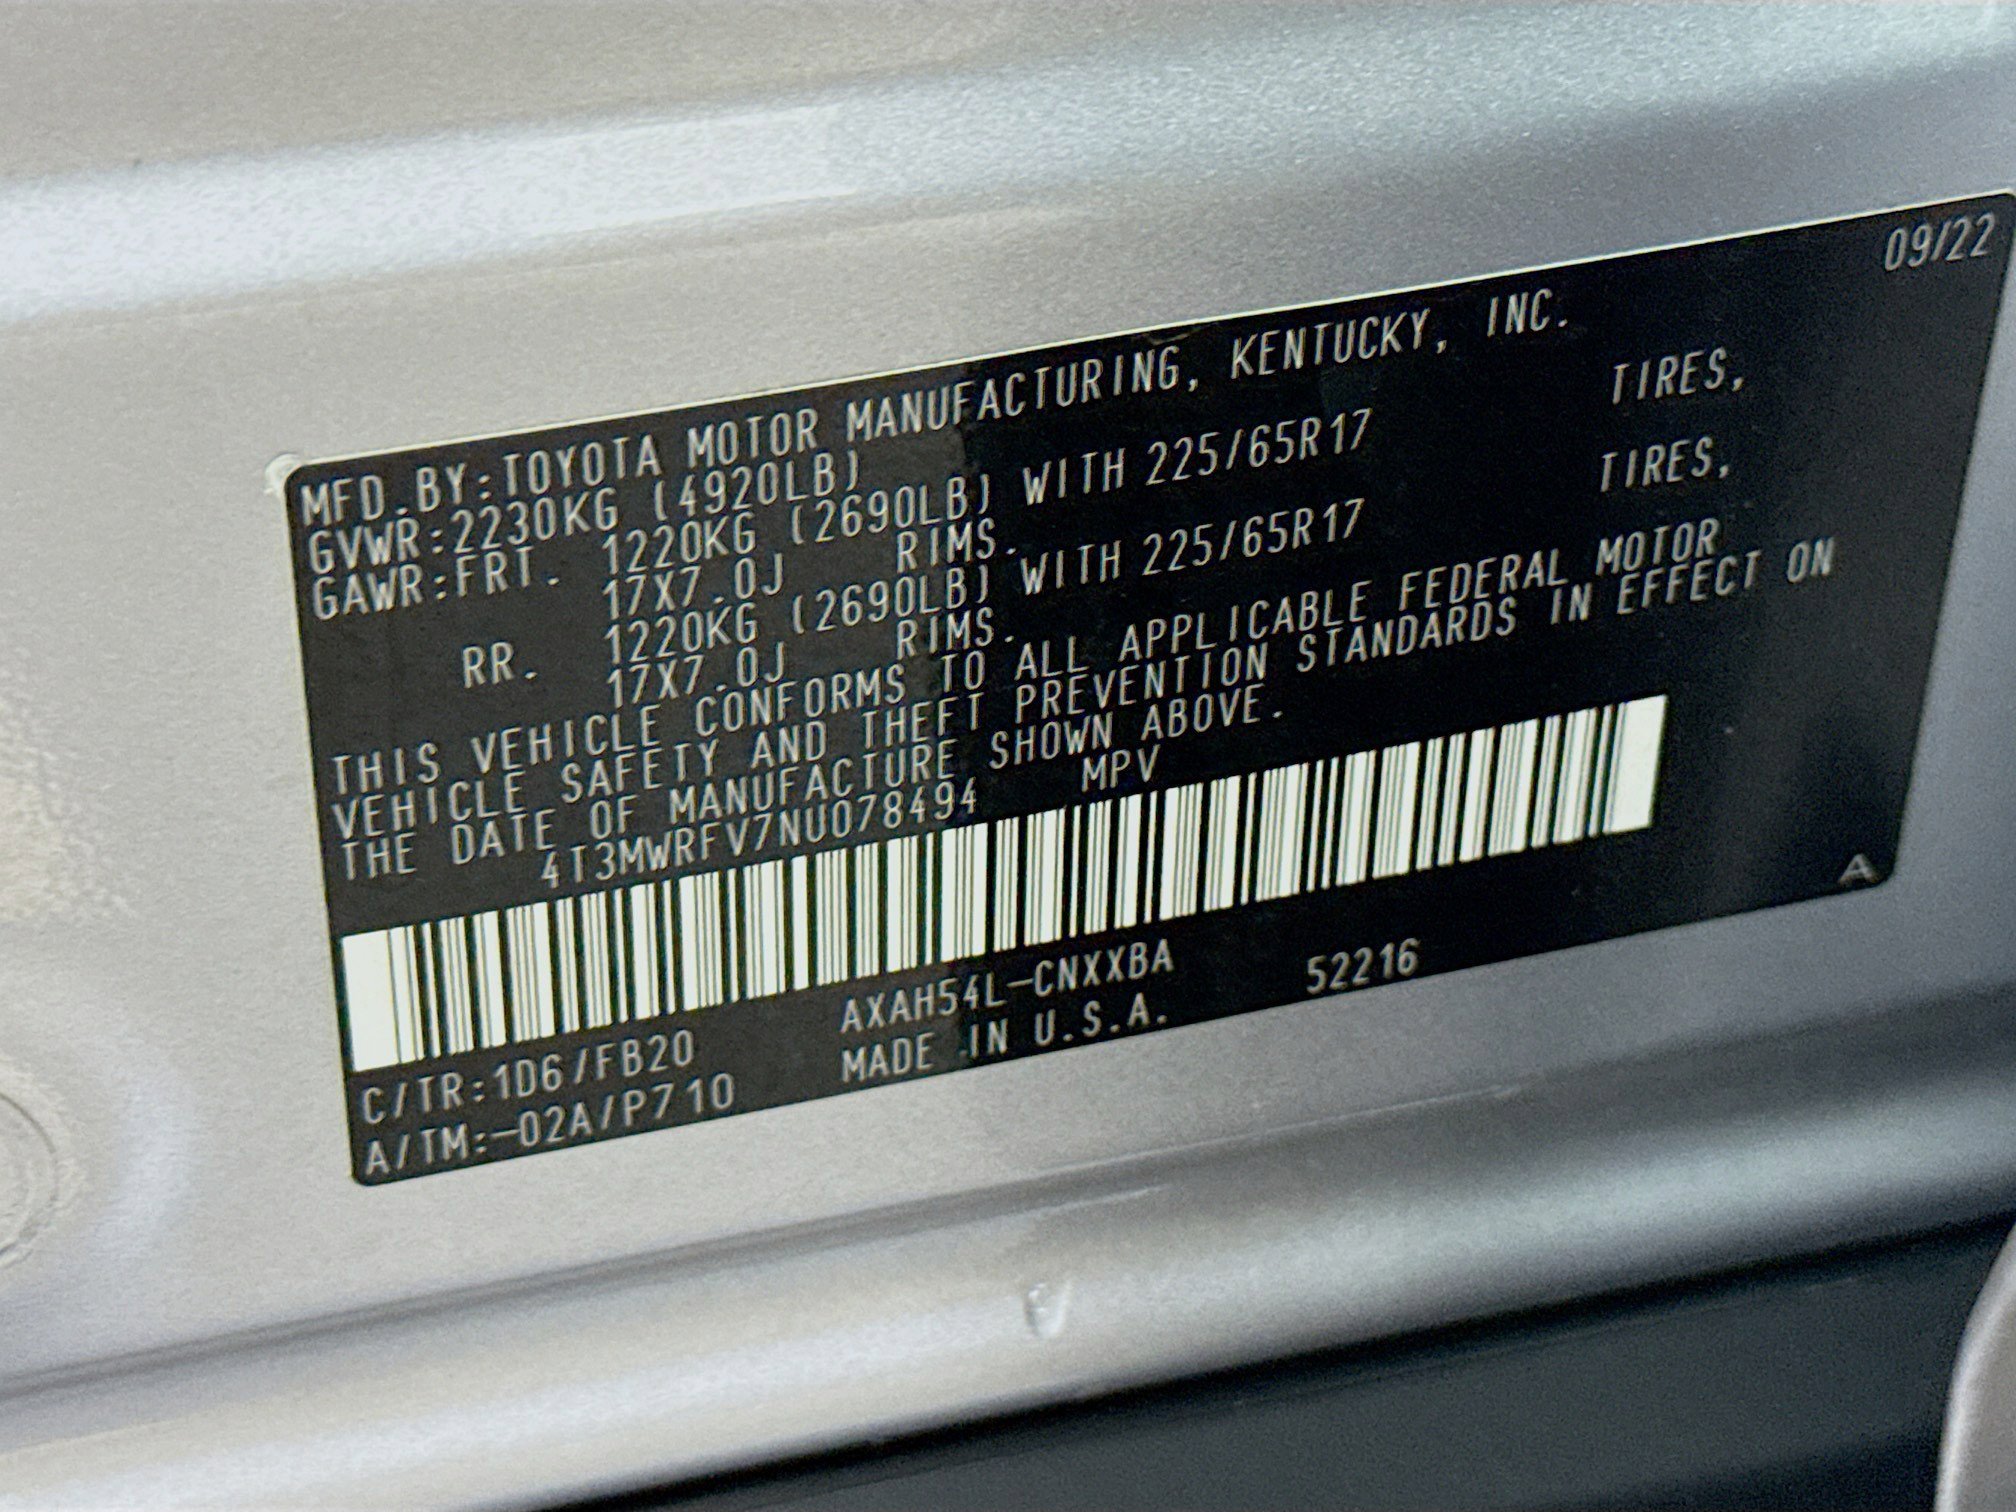 09/22
MFD.BY:TOYOTA MOTOR MANUFACTURING, KENTUCKY, INC.
GVWR:2230KG (4920LB)
GAWR:FRT. 1220KG (2690LB) WITH 225/65R17 TIRES,
17X7.0J RIMS.
RR. 1220KG (2690LB) WITH 225/65R17 TIRES,
17X7.0J RIMS.
THIS VEHICLE CONFORMS TO ALL APPLICABLE FEDERAL MOTOR
VEHICLE SAFETY AND THEFT PREVENTION STANDARDS IN EFFECT ON
THE DATE OF MANUFACTURE SHOWN ABOVE.
4T3MWRFV7NU078494 MPV
C/TR:1D6/FB20 AXAH54L-CNXXBA 52216
A/TM:-02A/P710 MADE IN U.S.A.
A